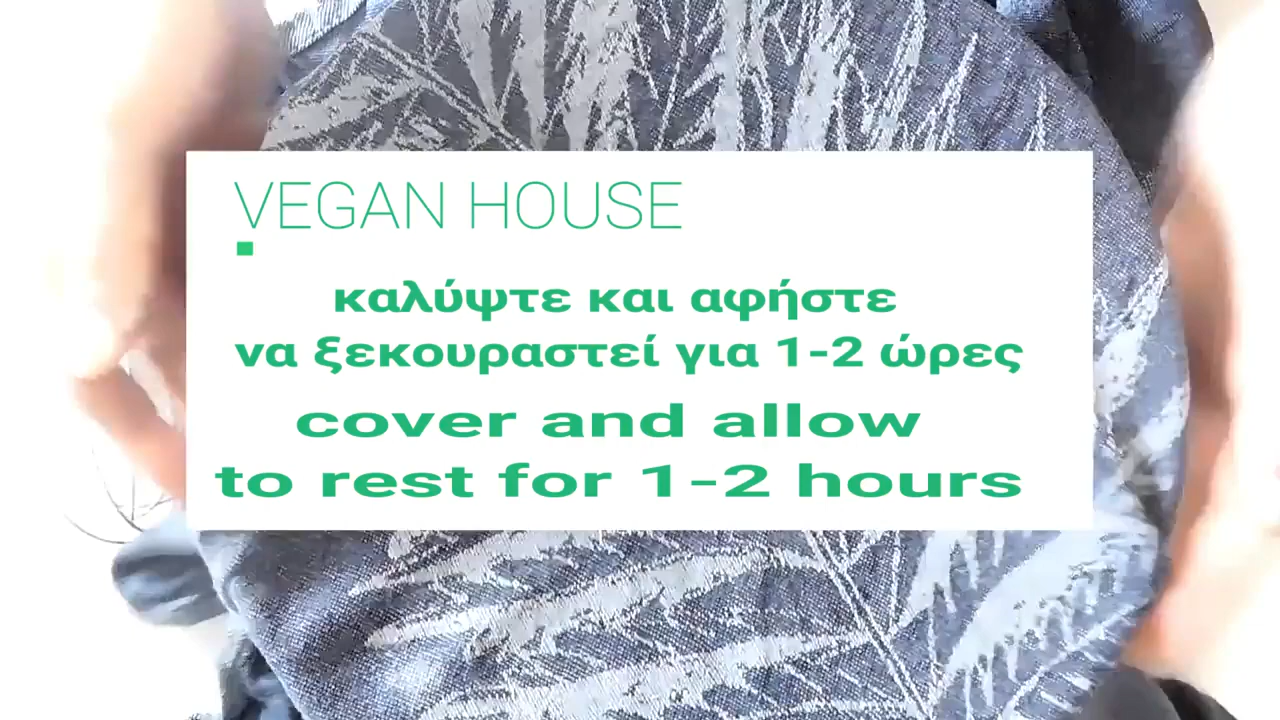 VEGAN HOUSE
καλύψτε και αφήστε
να ξεκουραστεί για 1-2 ώρες
cover and allow
to rest for 1-2 hours